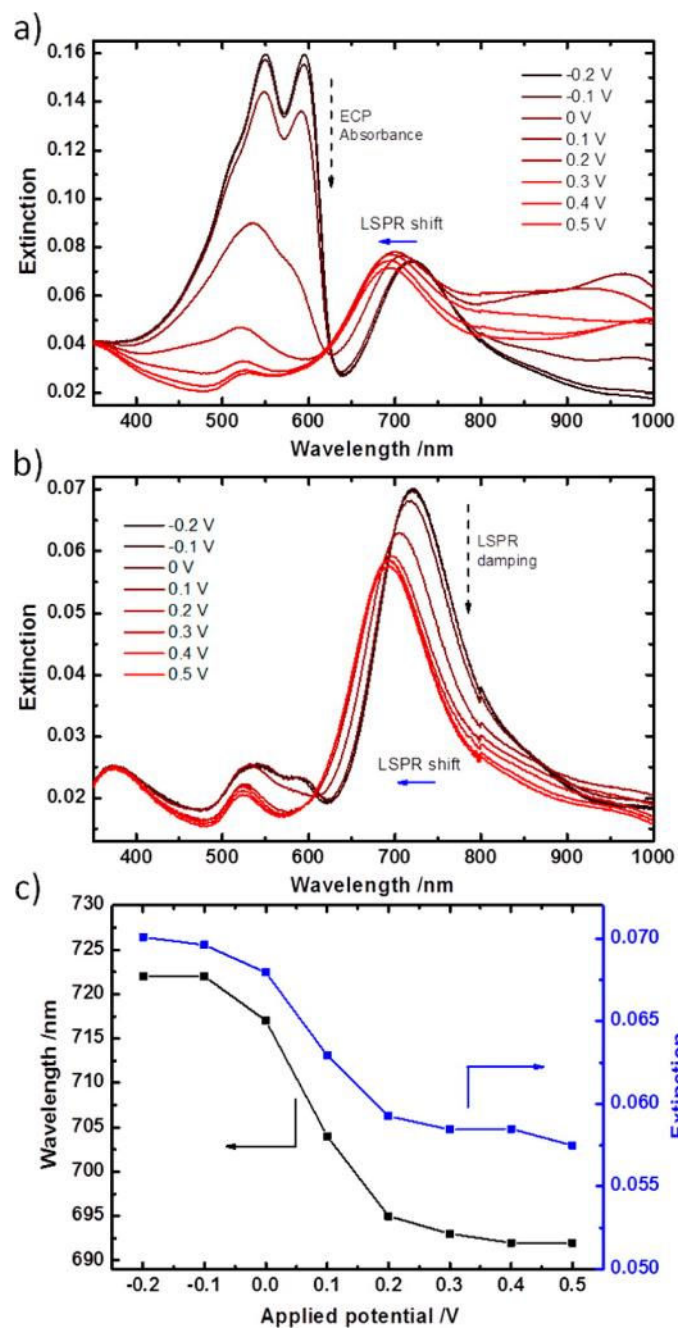 a)
0.16
0.14
0.12
0.10
0.08
0.06
0.04
0.02
Extinction
ECP
Absorbance
LSPR shift
-0.2 V
-0.1 V
0 V
0.1 V
0.2 V
0.3 V
0.4 V
0.5 V
400 500 600 700 800 900 1000
Wavelength /nm
b)
0.07
0.06
0.05
0.04
0.03
0.02
Extinction
-0.2 V
-0.1 V
0 V
0.1 V
0.2 V
0.3 V
0.4 V
0.5 V
LSPR
damping
LSPR shift
400 500 600 700 800 900 1000
Wavelength /nm
c)
730
725
720
715
710
705
700
695
690
Wavelength /nm
0.070
0.065
0.060
0.055
0.050
Extinction
-0.2 -0.1 0.0 0.1 0.2 0.3 0.4 0.5
Applied potential /V